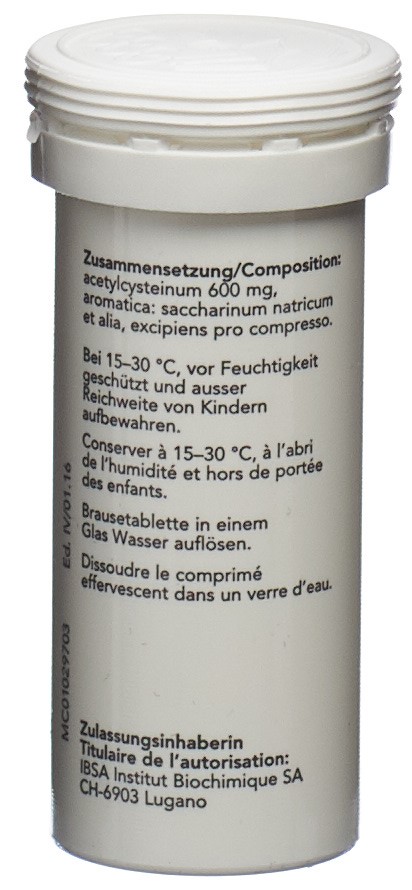 Zusammensetzung/Composition:
acetylcysteinum 600 mg,
aromatica: saccharinum natricum
et alia, excipiens pro compresso.
Bei 15–30 °C, vor Feuchtigkeit
geschützt und ausser
Reichweite von Kindern
aufbewahren.
Conserver à 15–30 °C, à l'abri
de l'humidité et hors de portée
des enfants.
Brausetablette in einem
Glas Wasser auflösen.
Dissoudre le comprimé
effervescent dans un verre d'eau.
Zulassungsinhaberin
Titulaire de l'autorisation:
IBSA Institut Biochimique SA
CH-6903 Lugano
MC01029703 Ed. IV/01.16